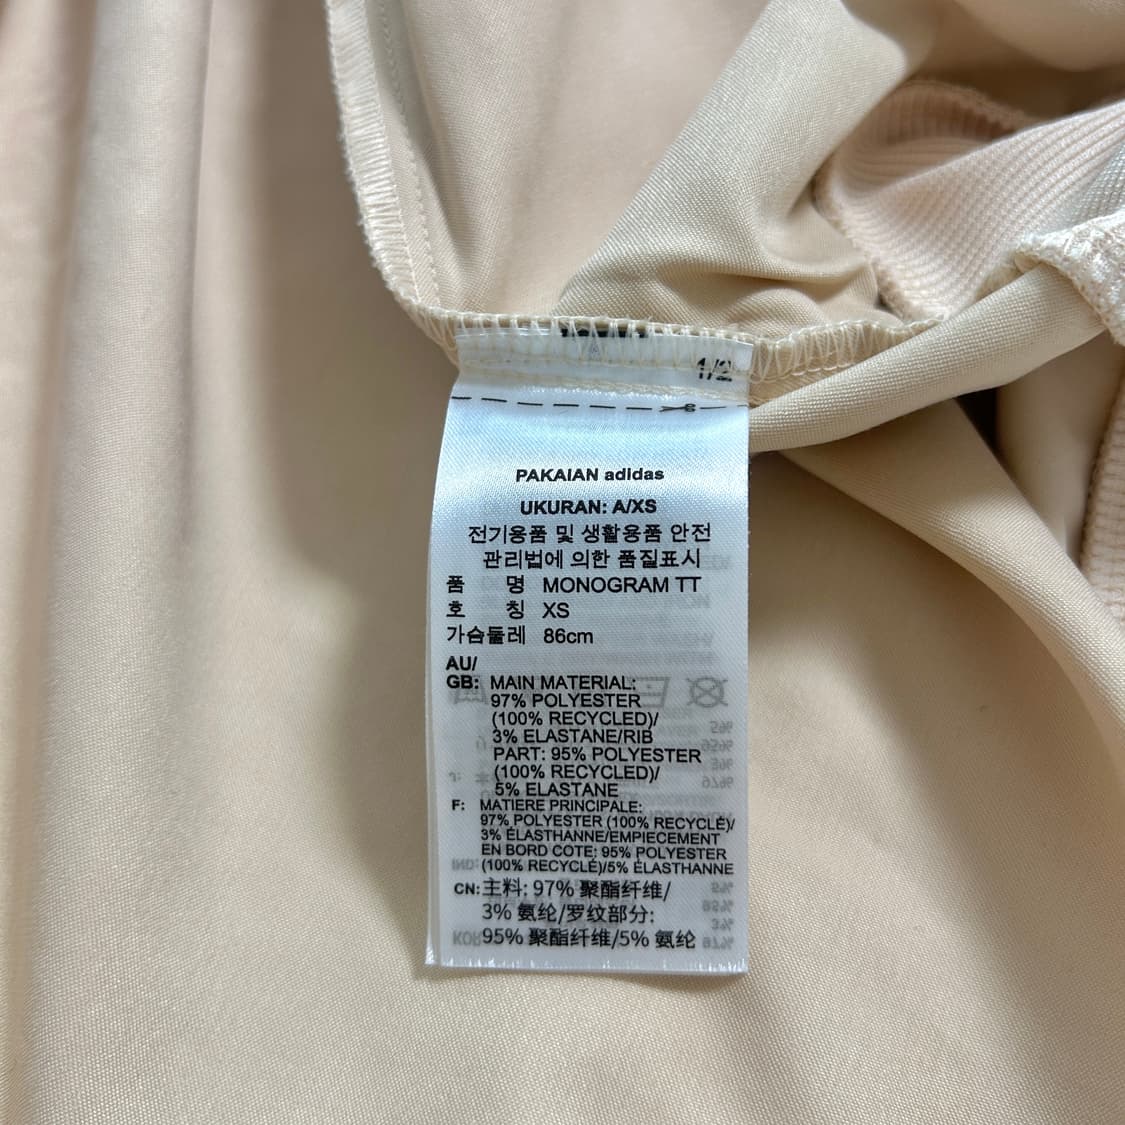 1/2
PAKAIAN adidas
UKURAN: A/XS
전기용품 및 생활용품 안전
관리법에 의한 품질표시
품 명 MONOGRAM TT
호 칭 XS
가슴둘레 86cm
AU/
GB: MAIN MATERIAL:
97% POLYESTER
(100% RECYCLED)/
3% ELASTANE/RIB
PART: 95% POLYESTER
(100% RECYCLED)/
5% ELASTANE
F: MATIERE PRINCIPALE:
97% POLYESTER (100% RECYCLÉ)/
3% ÉLASTHANNE/EMPIECEMENT
EN BORD COTE: 95% POLYESTER
(100% RECYCLÉ)/5% ÉLASTHANNE
CN: 主料: 97% 聚酯纤维/
3% 氨纶/罗纹部分:
95% 聚酯纤维/5% 氨纶